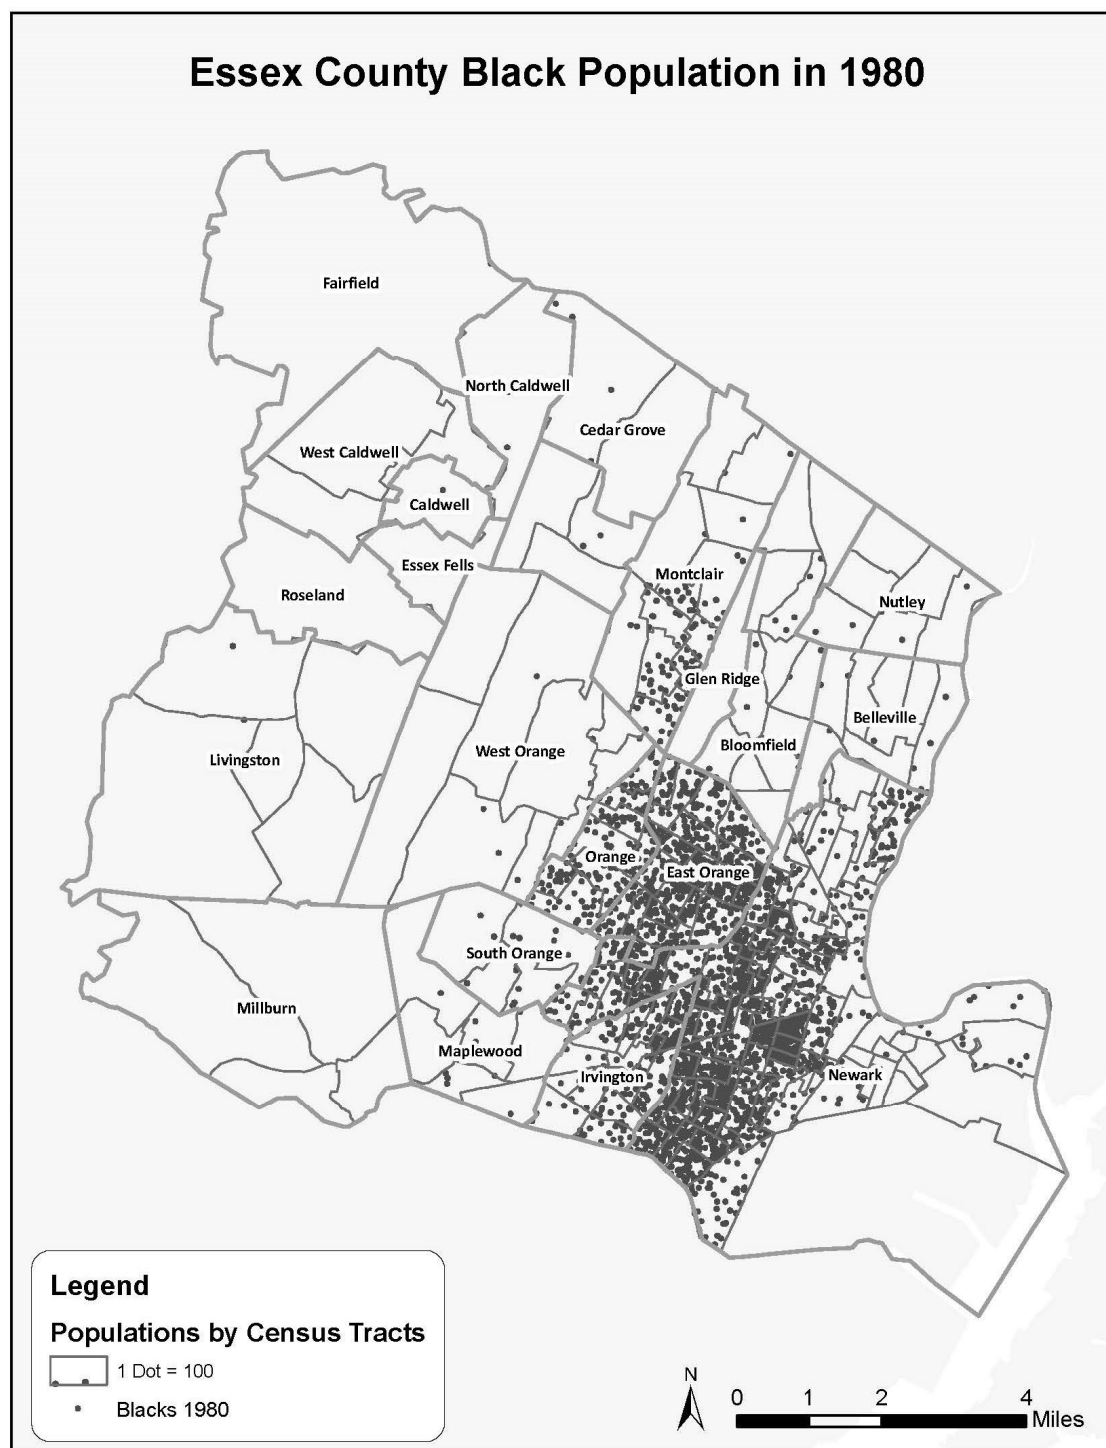 Essex County Black Population in 1980
Fairfield
North Caldwell
Cedar Grove
West Caldwell
Caldwell
Essex Fells
Montclair
Roseland
Nutley
Glen Ridge
Belleville
Bloomfield
West Orange
Livingston
Orange
East Orange
South Orange
Millburn
Maplewood
Irvington
Newark
Legend
Populations by Census Tracts
1 Dot = 100
Blacks 1980
N
0 1 2 4
Miles